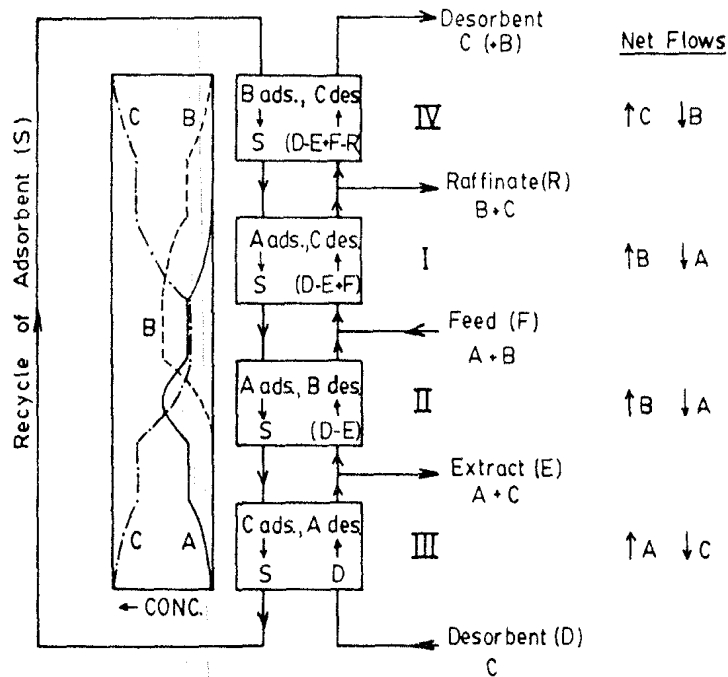 Desorbent
C (+B)
Net Flows
C
B
B ads., C des.
S (D-E+F-R)
IV
↑C ↓B
Raffinate(R)
B+C
A ads., C des.
S (D-E+F)
I
↑B ↓A
B
Feed (F)
A+B
A ads., B des.
S (D-E)
II
↑B ↓A
Extract (E)
A+C
C
A
C ads., A des.
S D
III
↑A ↓C
← CONC.
Desorbent (D)
C
Recycle of Adsorbent (S)